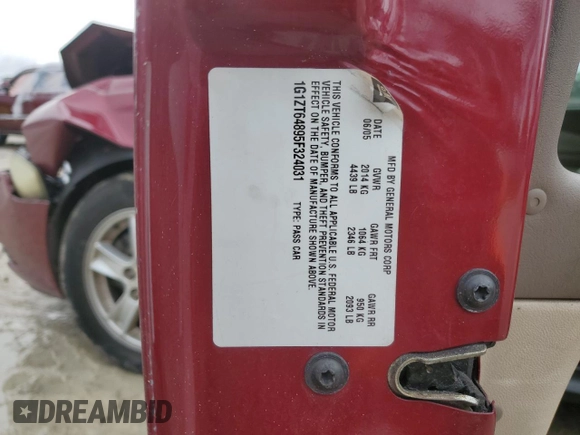 MFD BY GENERAL MOTORS CORP
DATE GVWR GAWR FRT GAWR RR
06/05 2014 KG 1064 KG 950 KG
4439 LB 2346 LB 2093 LB
THIS VEHICLE CONFORMS TO ALL APPLICABLE U.S. FEDERAL MOTOR
VEHICLE SAFETY, BUMPER, AND THEFT PREVENTION STANDARDS IN
EFFECT ON THE DATE OF MANUFACTURE SHOWN ABOVE.
1G1ZT64895F324031 TYPE: PASS CAR
DREAMBID